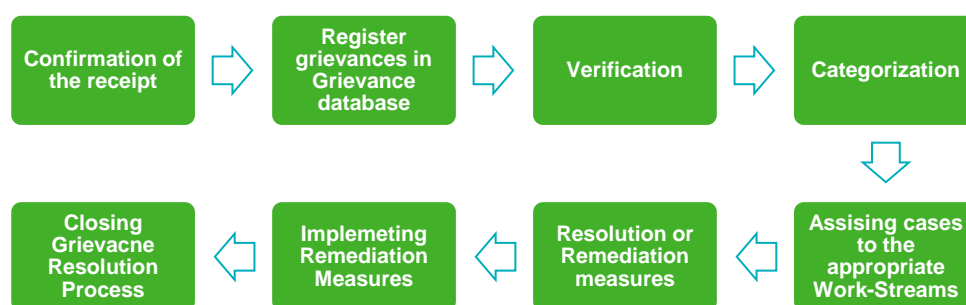 Confirmation of
the receipt
Register
grievances in
Grievance
database
Verification
Categorization
Assising cases
to the
appropriate
Work-Streams
Resolution or
Remediation
measures
Implemeting
Remediation
Measures
Closing
Grievacne
Resolution
Process